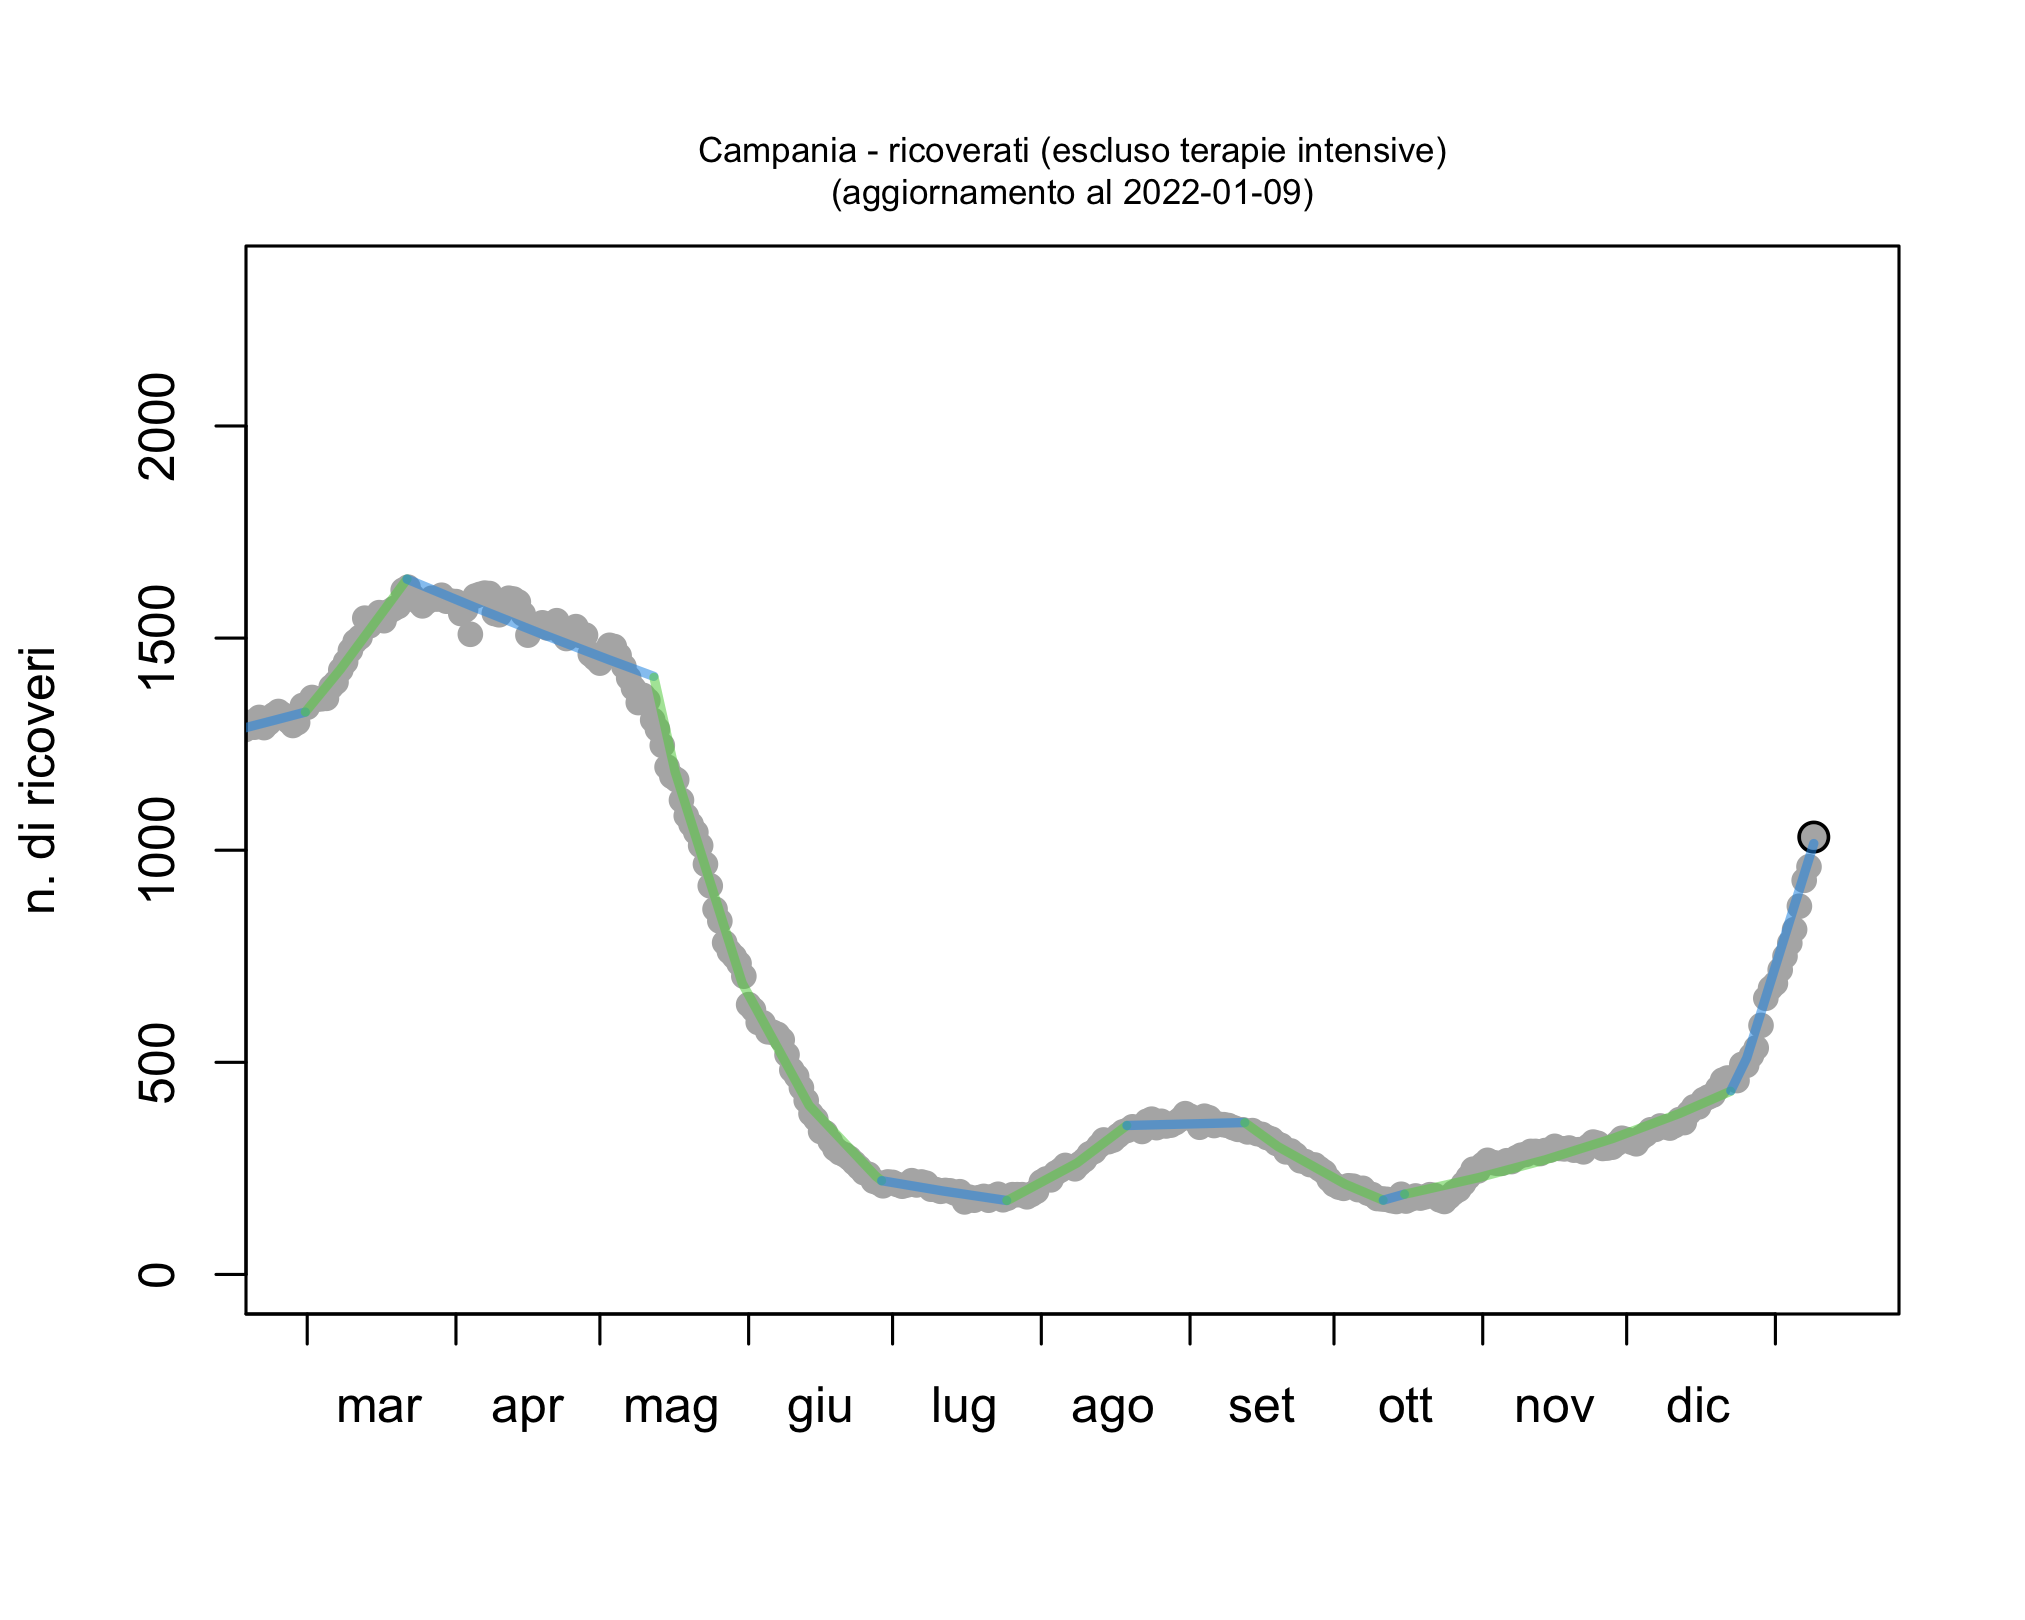 Campania - ricoverati (escluso terapie intensive)
(aggiornamento al 2022-01-09)
n. di ricoveri
2000
1500
1000
500
0
mar apr mag giu lug ago set ott nov dic